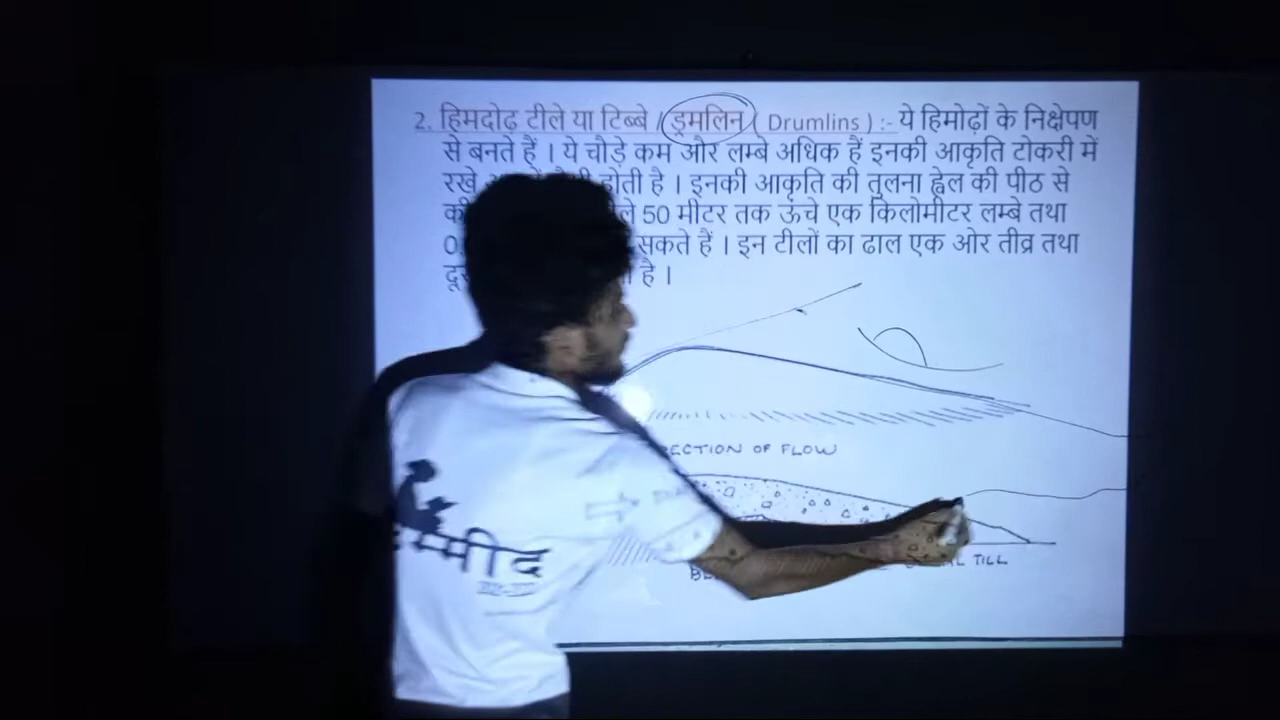 2. हिमदोढ़ टीले या टिब्बे / ड्रमलिन ( Drumlins ) :- ये हिमोढ़ों के निक्षेपण
से बनते हैं । ये चौड़े कम और लम्बे अधिक हैं इनकी आकृति टोकरी में
रखे होती है । इनकी आकृति की तुलना ह्वेल की पीठ से
50 मीटर तक ऊंचे एक किलोमीटर लम्बे तथा
सकते हैं । इन टीलों का ढाल एक ओर तीव्र तथा
है ।
OF FLOW
TILL